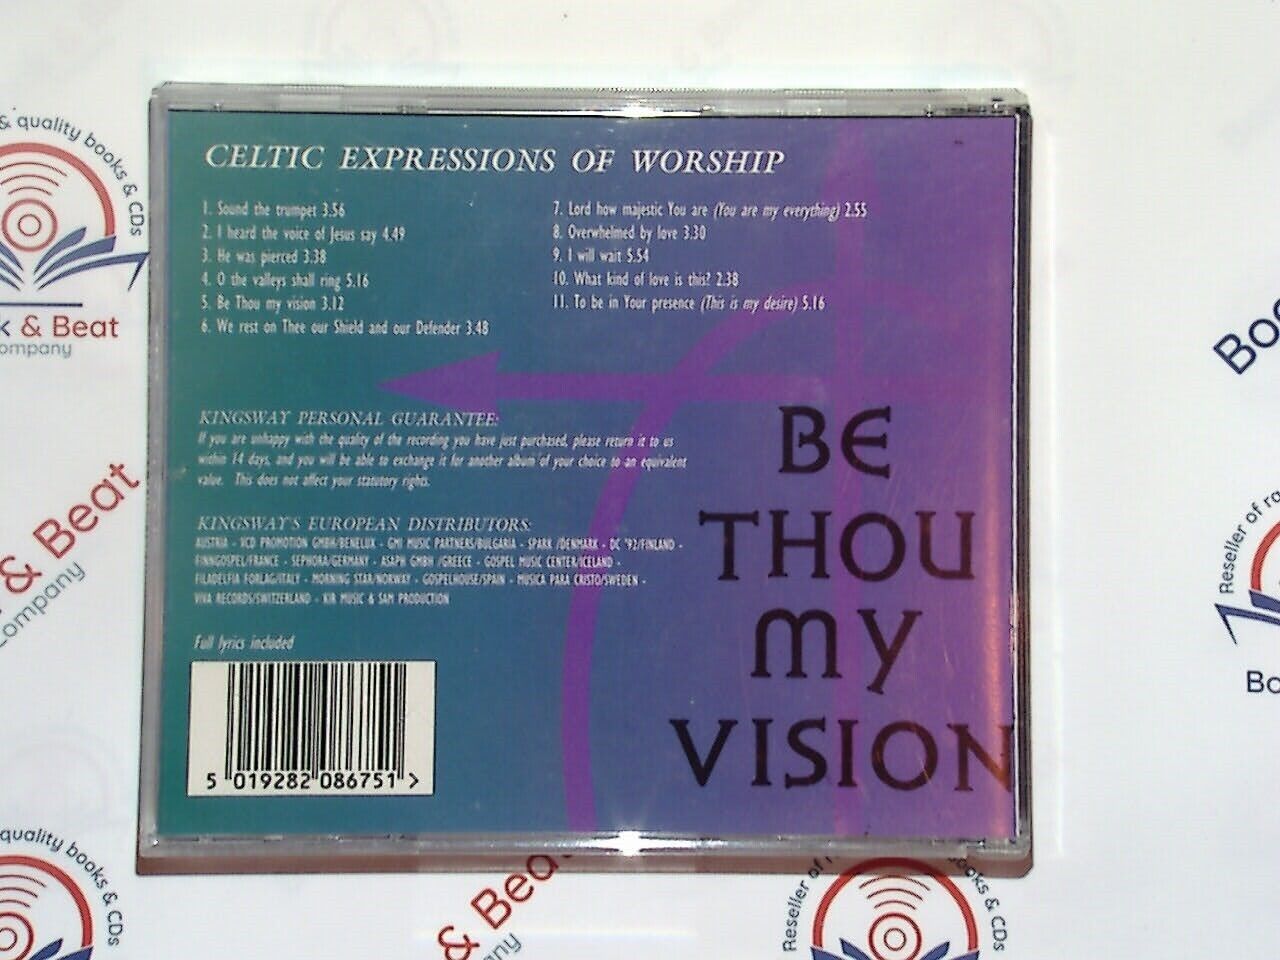 CELTIC EXPRESSIONS OF WORSHIP
1. Sound the trumpet 3.56
2. I heard the voice of Jesus say 4.49
3. He was pierced 3.38
4. O the valleys shall ring 5.16
5. Be Thou my vision 3.12
6. We rest on Thee our Shield and our Defender 3.48
7. Lord how majestic You are (You are my everything) 2.55
8. Overwhelmed by love 3.30
9. I will wait 5.54
10. What kind of love is this? 2.38
11. To be in Your presence (This is my desire) 5.16
KINGSWAY PERSONAL GUARANTEE:
If you are unhappy with the quality of the recording you have just purchased, please return it to us
within 14 days, and you will be able to exchange it for another album of your choice to an equivalent
value. This does not affect your statutory rights.
KINGSWAY'S EUROPEAN DISTRIBUTORS:
AUSTRIA - VCD PROMOTION GMBH/BENELUX - GMI MUSIC PARTNERS/BULGARIA - SPARK /DENMARK - DC '92/FINLAND -
FINNGOSPEL/FRANCE - SEPHORA/GERMANY - ASAPH GMBH /GREECE - GOSPEL MUSIC CENTER/ICELAND -
FILADELFIA FORLAG/ITALY - MORNING STAR/NORWAY - GOSPELHOUSE/SPAIN - MUSICA PARA CRISTO/SWEDEN -
VIVA RECORDS/SWITZERLAND - KIR MUSIC & SAM PRODUCTION
Full lyrics included
5 019282 086751 >
BE
THOU
MY
VISION
& quality books & CDs
k & Beat
ompany
& Beat
Company
quality books & CDs
& Beat
ny
Reseller of
oks & CDs
Boo
Reseller of ra
Bo